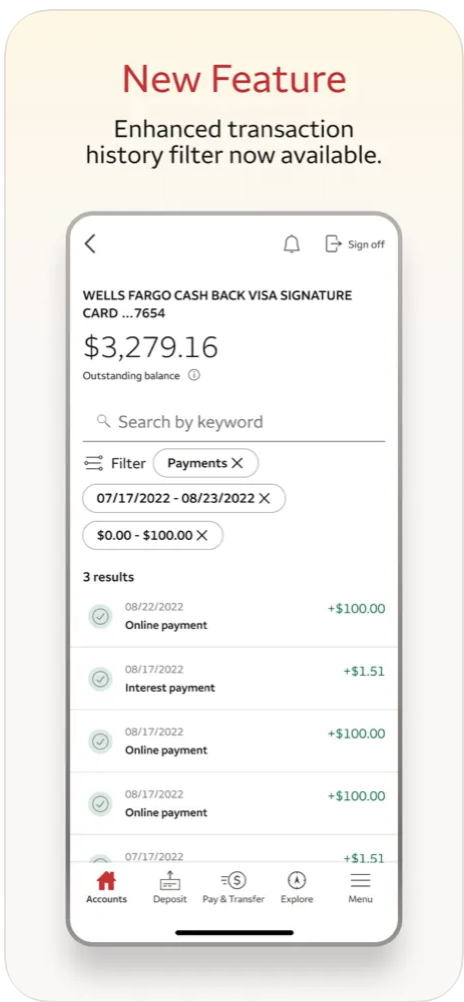 New Feature
Enhanced transaction
history filter now available.
Sign off
WELLS FARGO CASH BACK VISA SIGNATURE
CARD ...7654
$3,279.16
Outstanding balance
Search by keyword
Filter Payments X
07/17/2022 - 08/23/2022 X
$0.00 - $100.00 X
3 results
08/22/2022 +$100.00
Online payment
08/17/2022 +$1.51
Interest payment
08/17/2022 +$100.00
Online payment
08/17/2022 +$100.00
Online payment
07/17/2022 +$1.51
Accounts Deposit Pay & Transfer Explore Menu